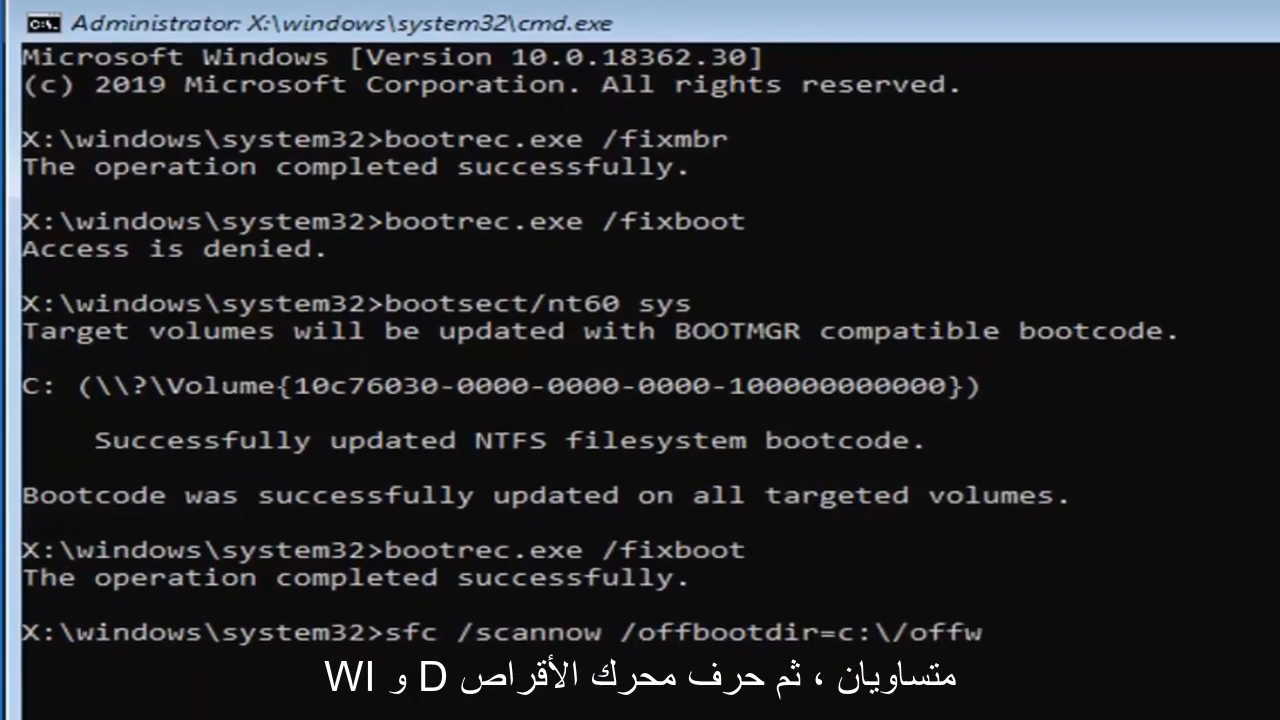 Administrator: X:\windows\system32\cmd.exe
Microsoft Windows [Version 10.0.18362.30]
(c) 2019 Microsoft Corporation. All rights reserved.
X:\windows\system32>bootrec.exe /fixmbr
The operation completed successfully.
X:\windows\system32>bootrec.exe /fixboot
Access is denied.
X:\windows\system32>bootsect/nt60 sys
Target volumes will be updated with BOOTMGR compatible bootcode.
C: (\\?\Volume{10c76030-0000-0000-0000-100000000000})
Successfully updated NTFS filesystem bootcode.
Bootcode was successfully updated on all targeted volumes.
X:\windows\system32>bootrec.exe /fixboot
The operation completed successfully.
X:\windows\system32>sfc /scannow /offbootdir=c:\/offw
متساويان ، ثم حرف محرك الأقراص D و WI